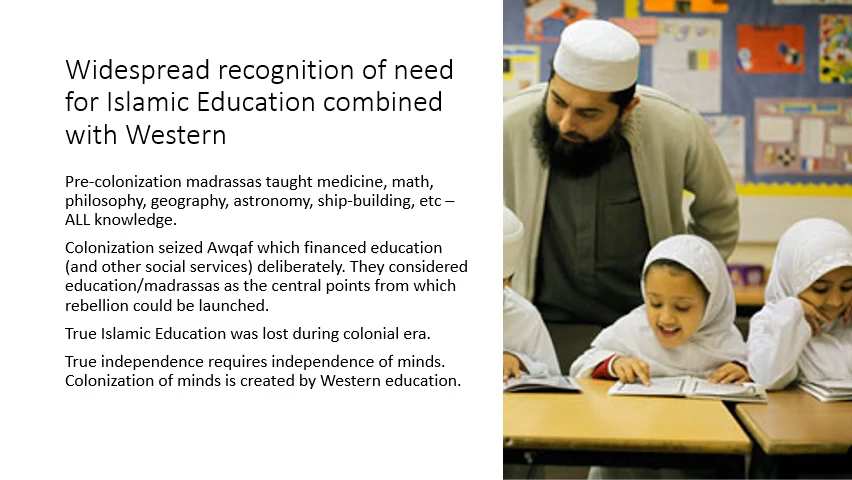 Widespread recognition of need
for Islamic Education combined
with Western
Pre-colonization madrassas taught medicine, math,
philosophy, geography, astronomy, ship-building, etc –
ALL knowledge.
Colonization seized Awqaf which financed education
(and other social services) deliberately. They considered
education/madrassas as the central points from which
rebellion could be launched.
True Islamic Education was lost during colonial era.
True independence requires independence of minds.
Colonization of minds is created by Western education.